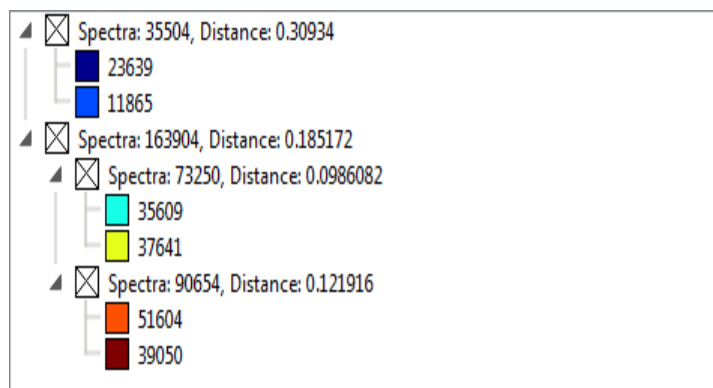 Spectra: 35504, Distance: 0.30934
23639
11865
Spectra: 163904, Distance: 0.185172
Spectra: 73250, Distance: 0.0986082
35609
37641
Spectra: 90654, Distance: 0.121916
51604
39050